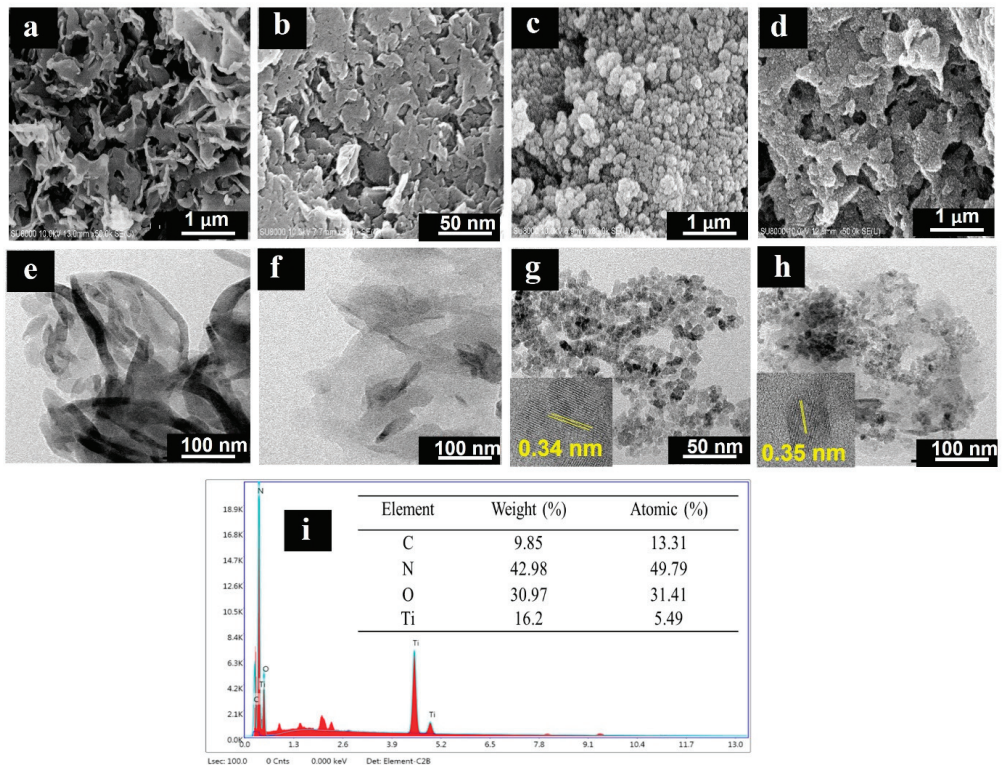 a
b
c
d
1 µm
50 nm
1 µm
1 µm
e
f
g
h
0.34 nm
0.35 nm
100 nm
100 nm
50 nm
100 nm
i
Element Weight (%) Atomic (%)
C 9.85 13.31
N 42.98 49.79
O 30.97 31.41
Ti 16.2 5.49
18.9K
16.8K
14.7K
12.6K
10.5K
8.4K
6.3K
4.2K
2.1K
0.0K
N
O
Ti
C
Ti
Ti
0.0 1.3 2.6 3.9 5.2 6.5 7.8 9.1 10.4 11.7 13.0
Lsec: 100.0 0 Cnts 0.000 keV Det: Element-C2B